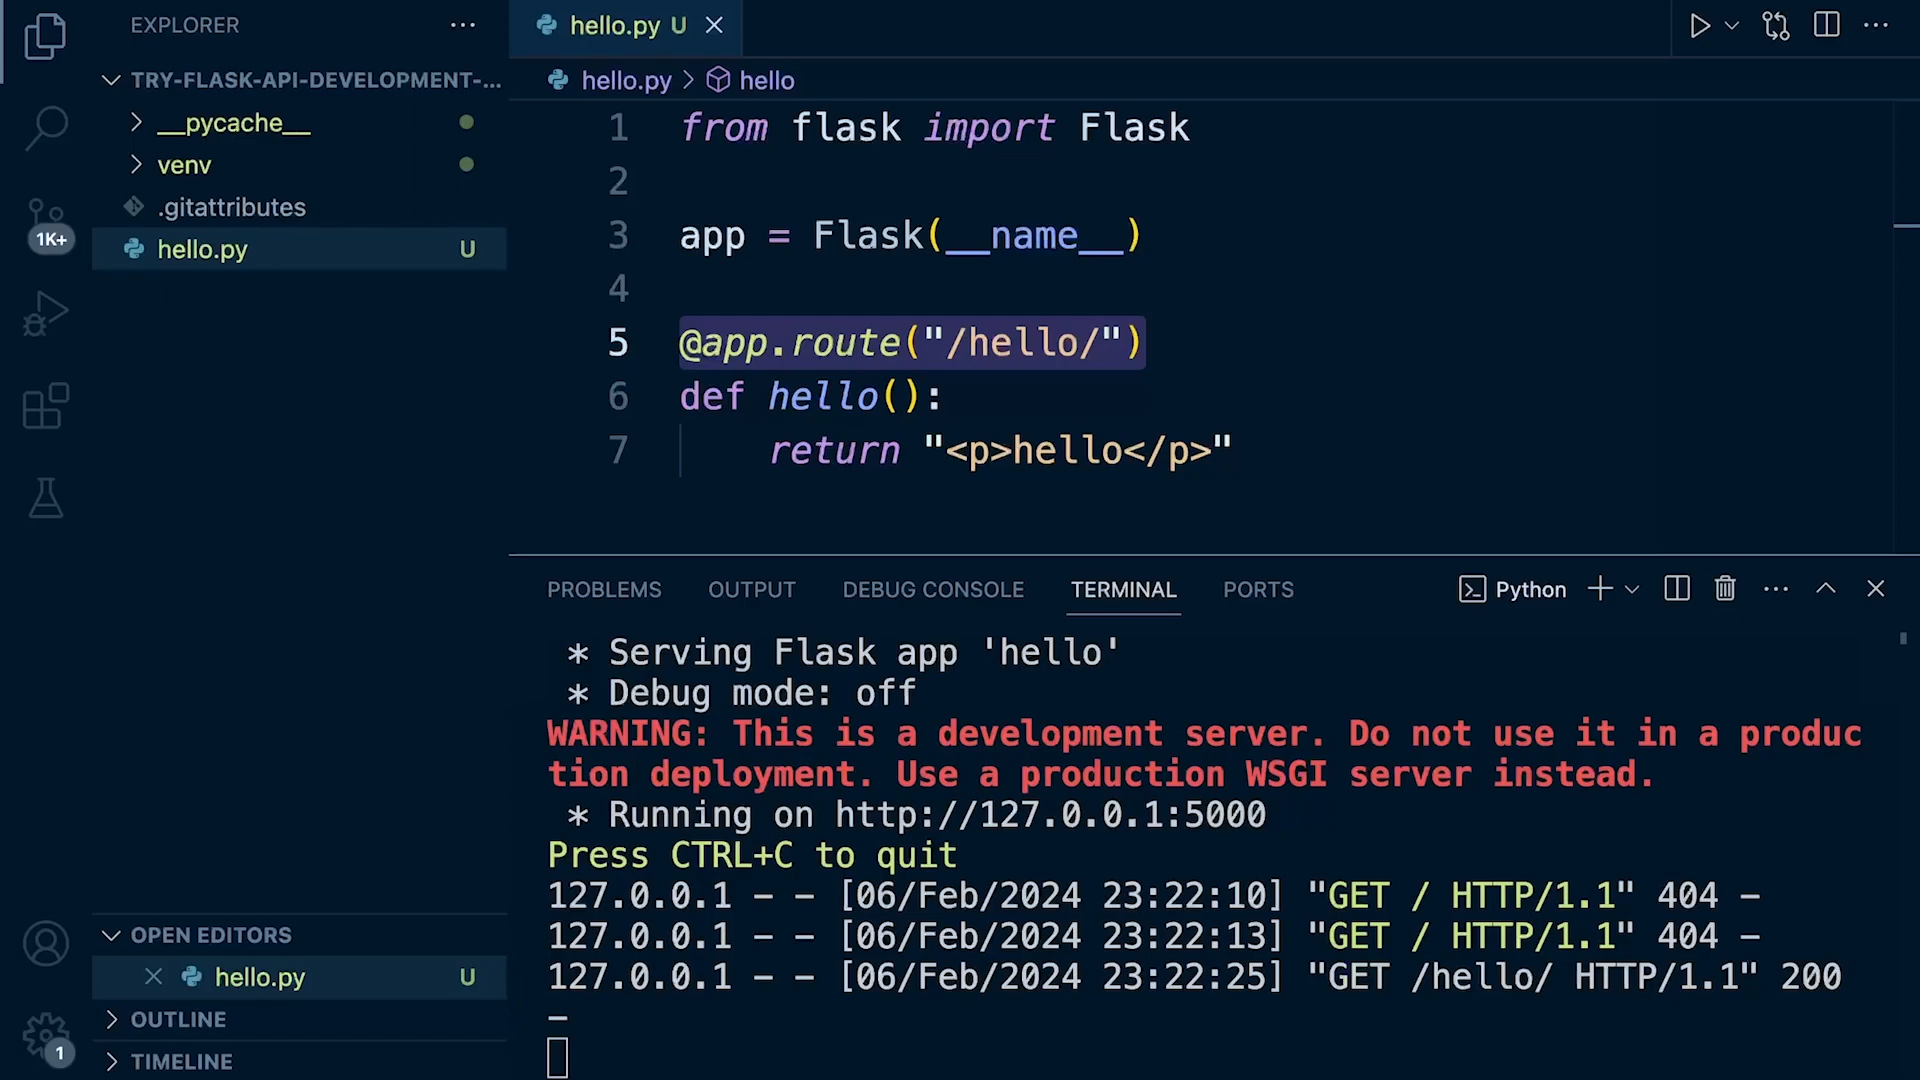 EXPLORER
TRY-FLASK-API-DEVELOPMENT-...
__pycache__
venv
.gitattributes
hello.py U
1K+
OPEN EDITORS
hello.py U
OUTLINE
TIMELINE
1
hello.py U
hello.py > hello
1 from flask import Flask
2
3 app = Flask(__name__)
4
5 @app.route("/hello/")
6 def hello():
7 return "<p>hello</p>"
PROBLEMS OUTPUT DEBUG CONSOLE TERMINAL PORTS Python
* Serving Flask app 'hello'
* Debug mode: off
WARNING: This is a development server. Do not use it in a produc
tion deployment. Use a production WSGI server instead.
* Running on http://127.0.0.1:5000
Press CTRL+C to quit
127.0.0.1 - - [06/Feb/2024 23:22:10] "GET / HTTP/1.1" 404 -
127.0.0.1 - - [06/Feb/2024 23:22:13] "GET / HTTP/1.1" 404 -
127.0.0.1 - - [06/Feb/2024 23:22:25] "GET /hello/ HTTP/1.1" 200
-